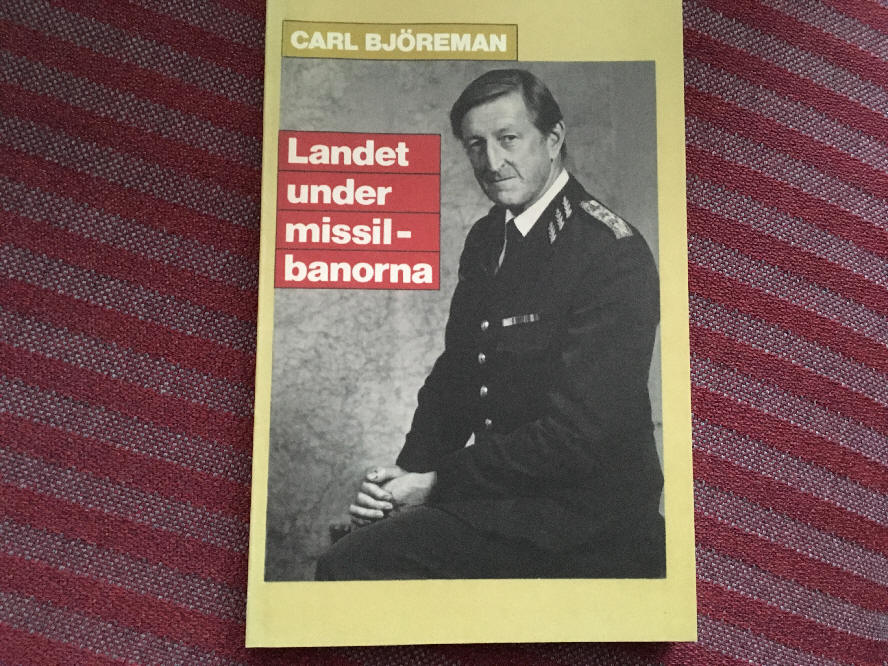 CARL BJÖREMAN
Landet
under
missil-
banorna